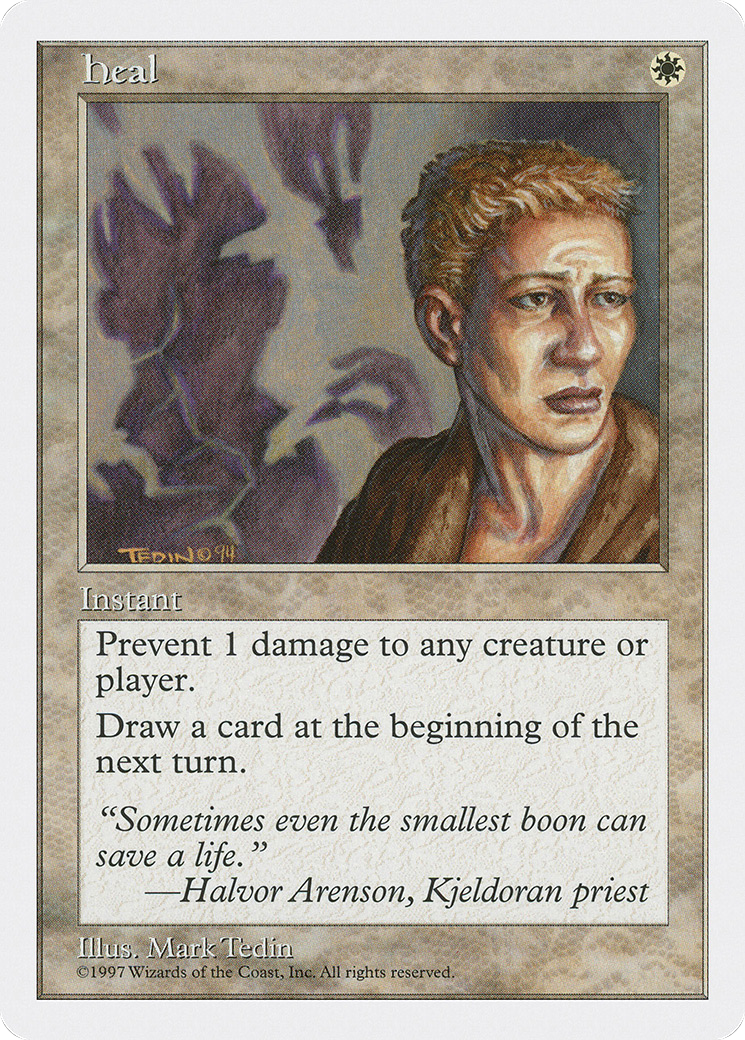 Heal
TEDIN©94
Instant
Prevent 1 damage to any creature or
player.
Draw a card at the beginning of the
next turn.
“Sometimes even the smallest boon can
save a life.”
—Halvor Arenson, Kjeldoran priest
Illus. Mark Tedin
©1997 Wizards of the Coast, Inc. All rights reserved.